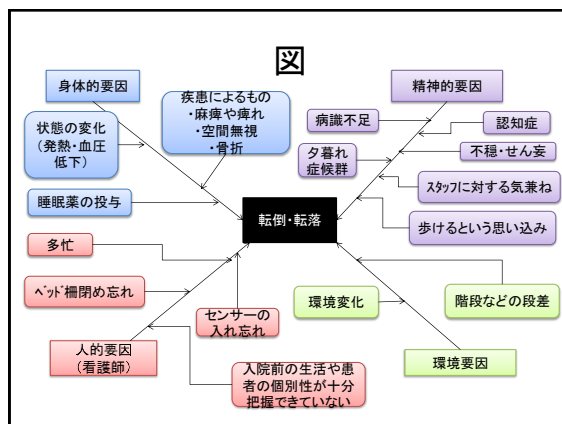 図
身体的要因
疾患によるもの
・麻痺や痺れ
・空間無視
・骨折
状態の変化
(発熱・血圧
低下)
睡眠薬の投与
精神的要因
病識不足
認知症
夕暮れ
症候群
不穏・せん妄
スタッフに対する気兼ね
歩けるという思い込み
転倒・転落
多忙
ベッド柵閉め忘れ
センサーの
入れ忘れ
人的要因
(看護師)
入院前の生活や患
者の個別性が十分
把握できていない
環境変化
階段などの段差
環境要因